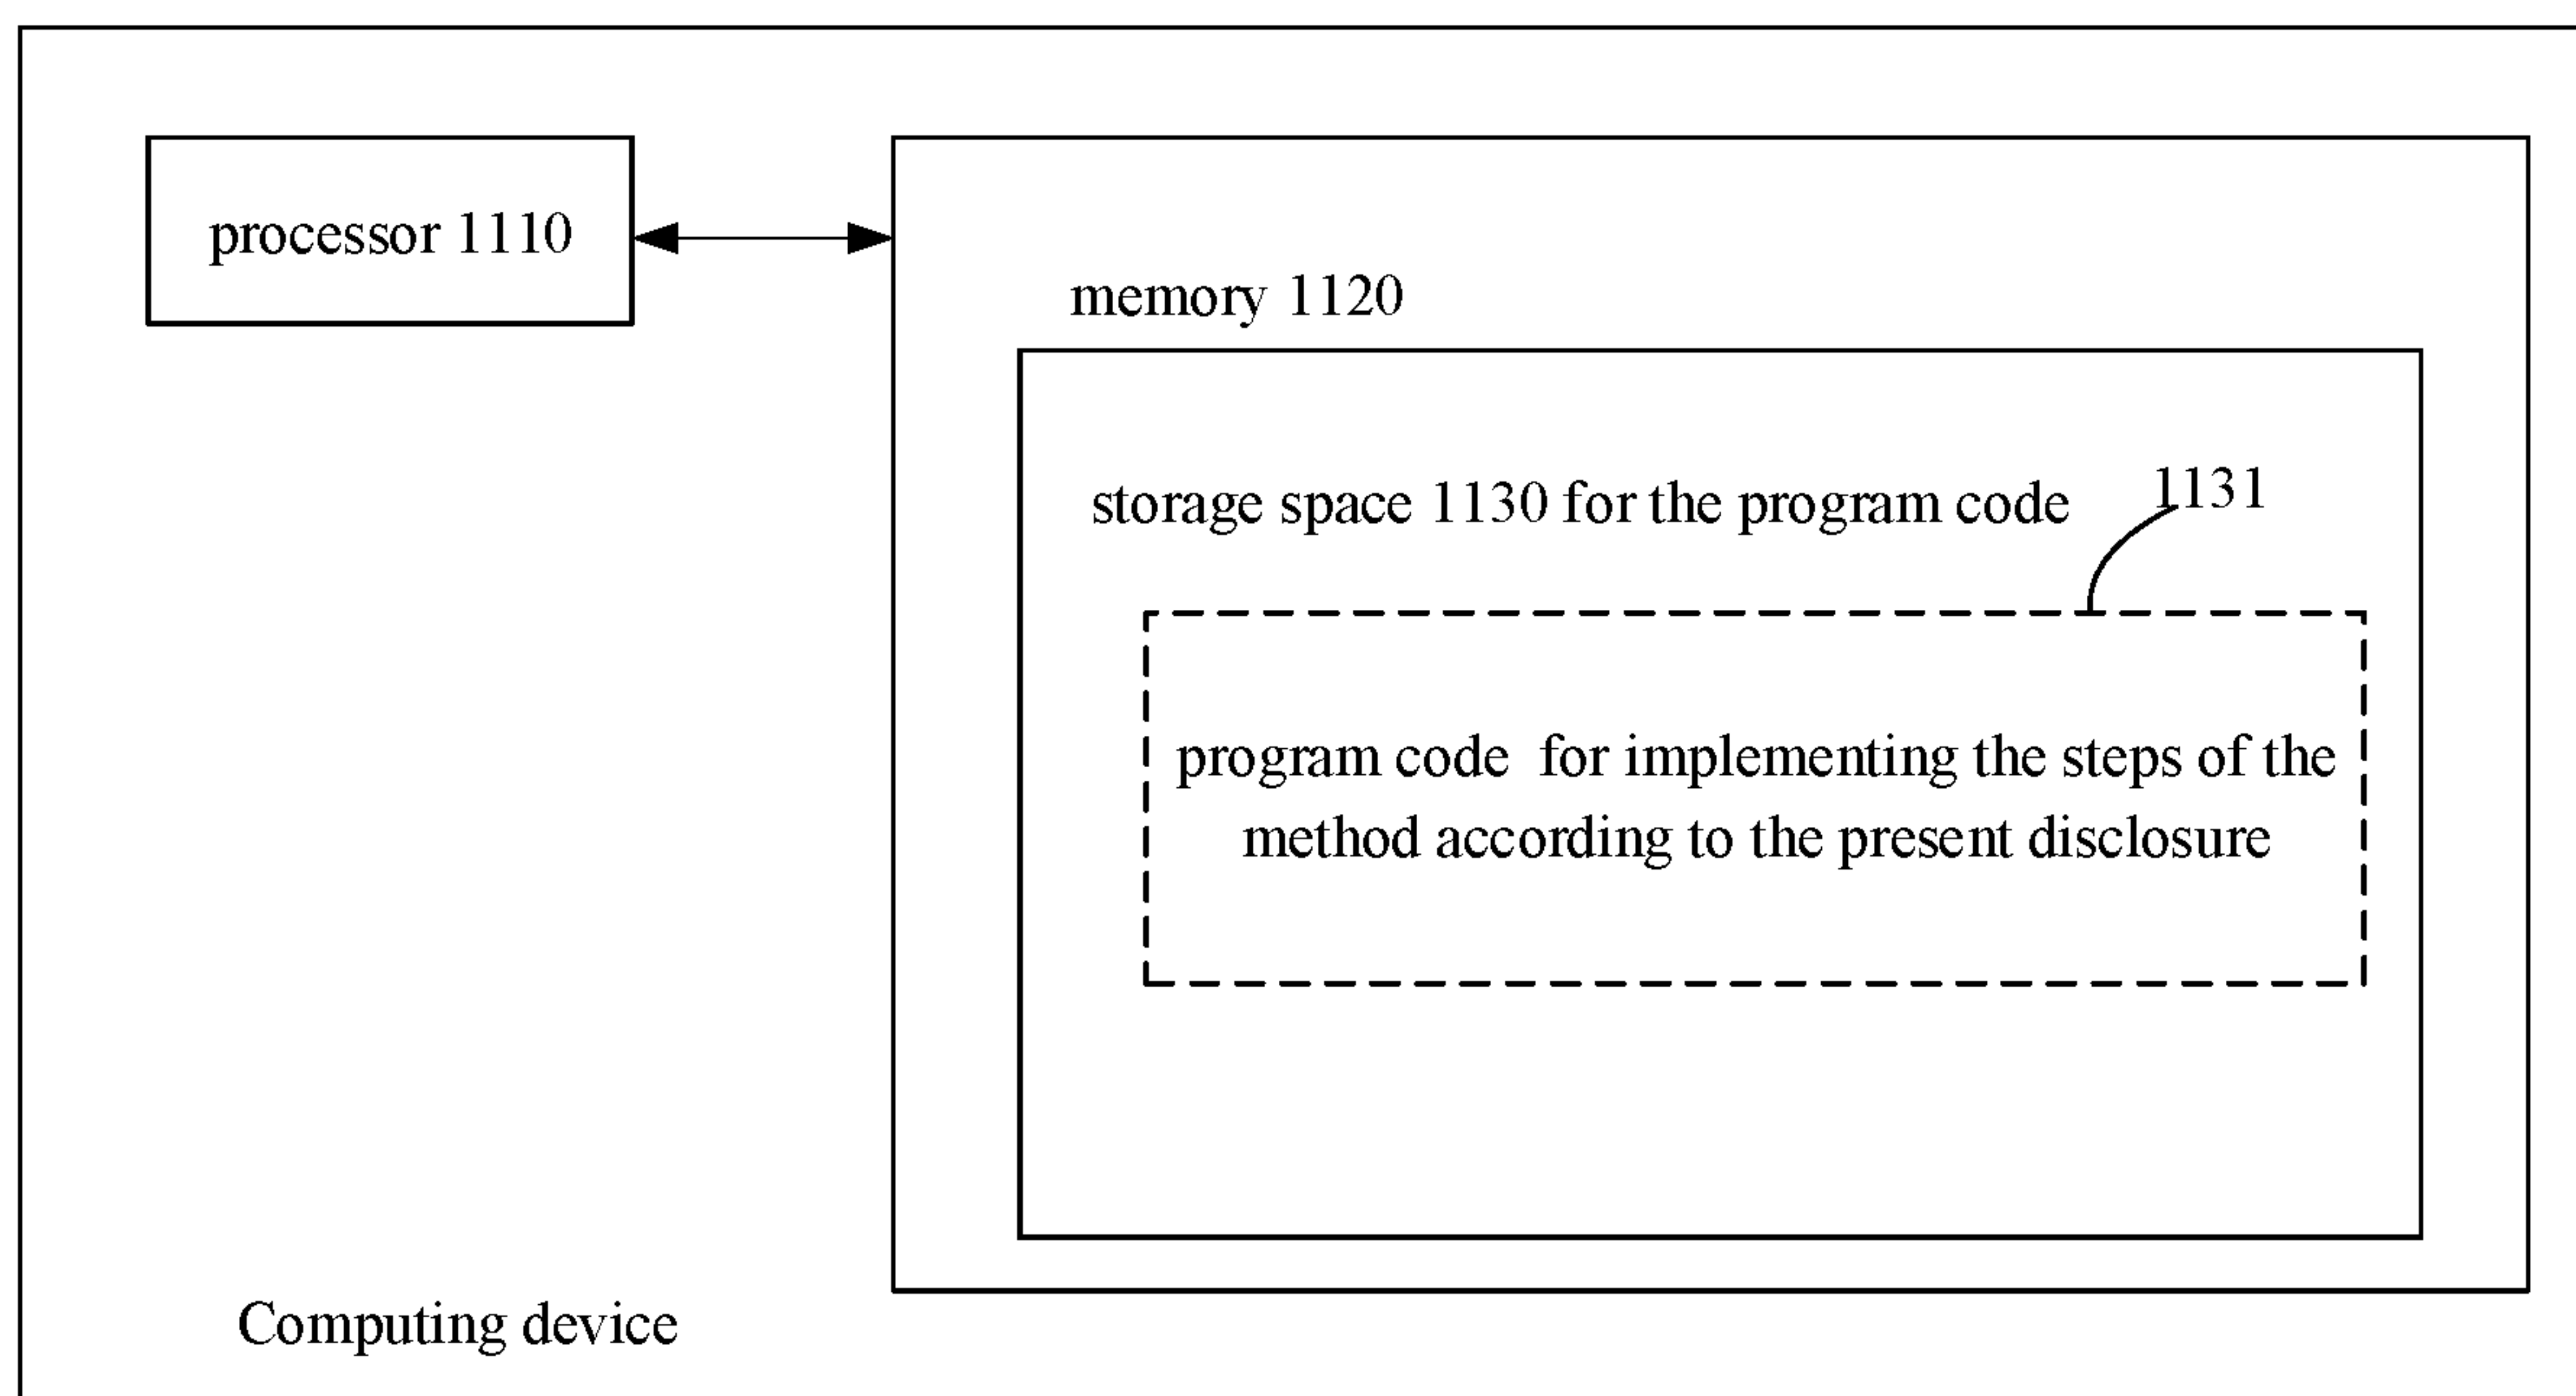 processor 1110
memory 1120
storage space 1130 for the program code
1131
program code for implementing the steps of the
method according to the present disclosure
Computing device